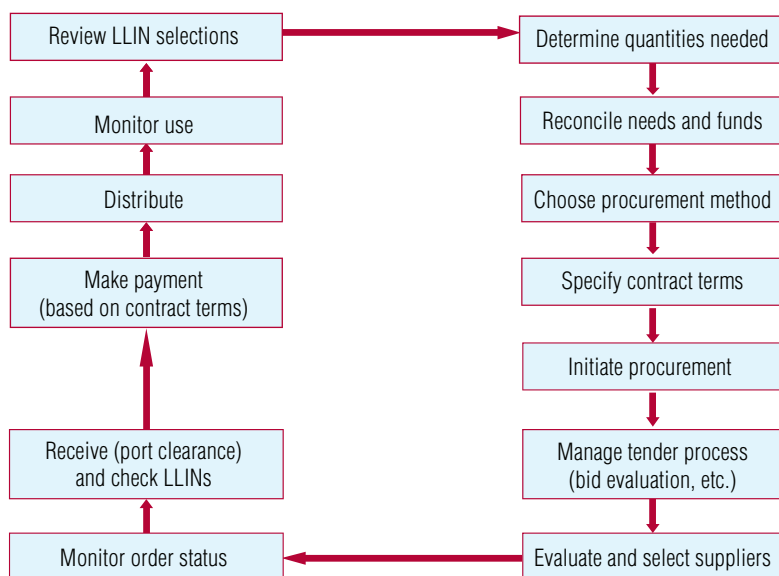 Review LLIN selections
Determine quantities needed
Reconcile needs and funds
Choose procurement method
Specify contract terms
Initiate procurement
Manage tender process
(bid evaluation, etc.)
Evaluate and select suppliers
Monitor order status
Receive (port clearance)
and check LLINs
Make payment
(based on contract terms)
Distribute
Monitor use